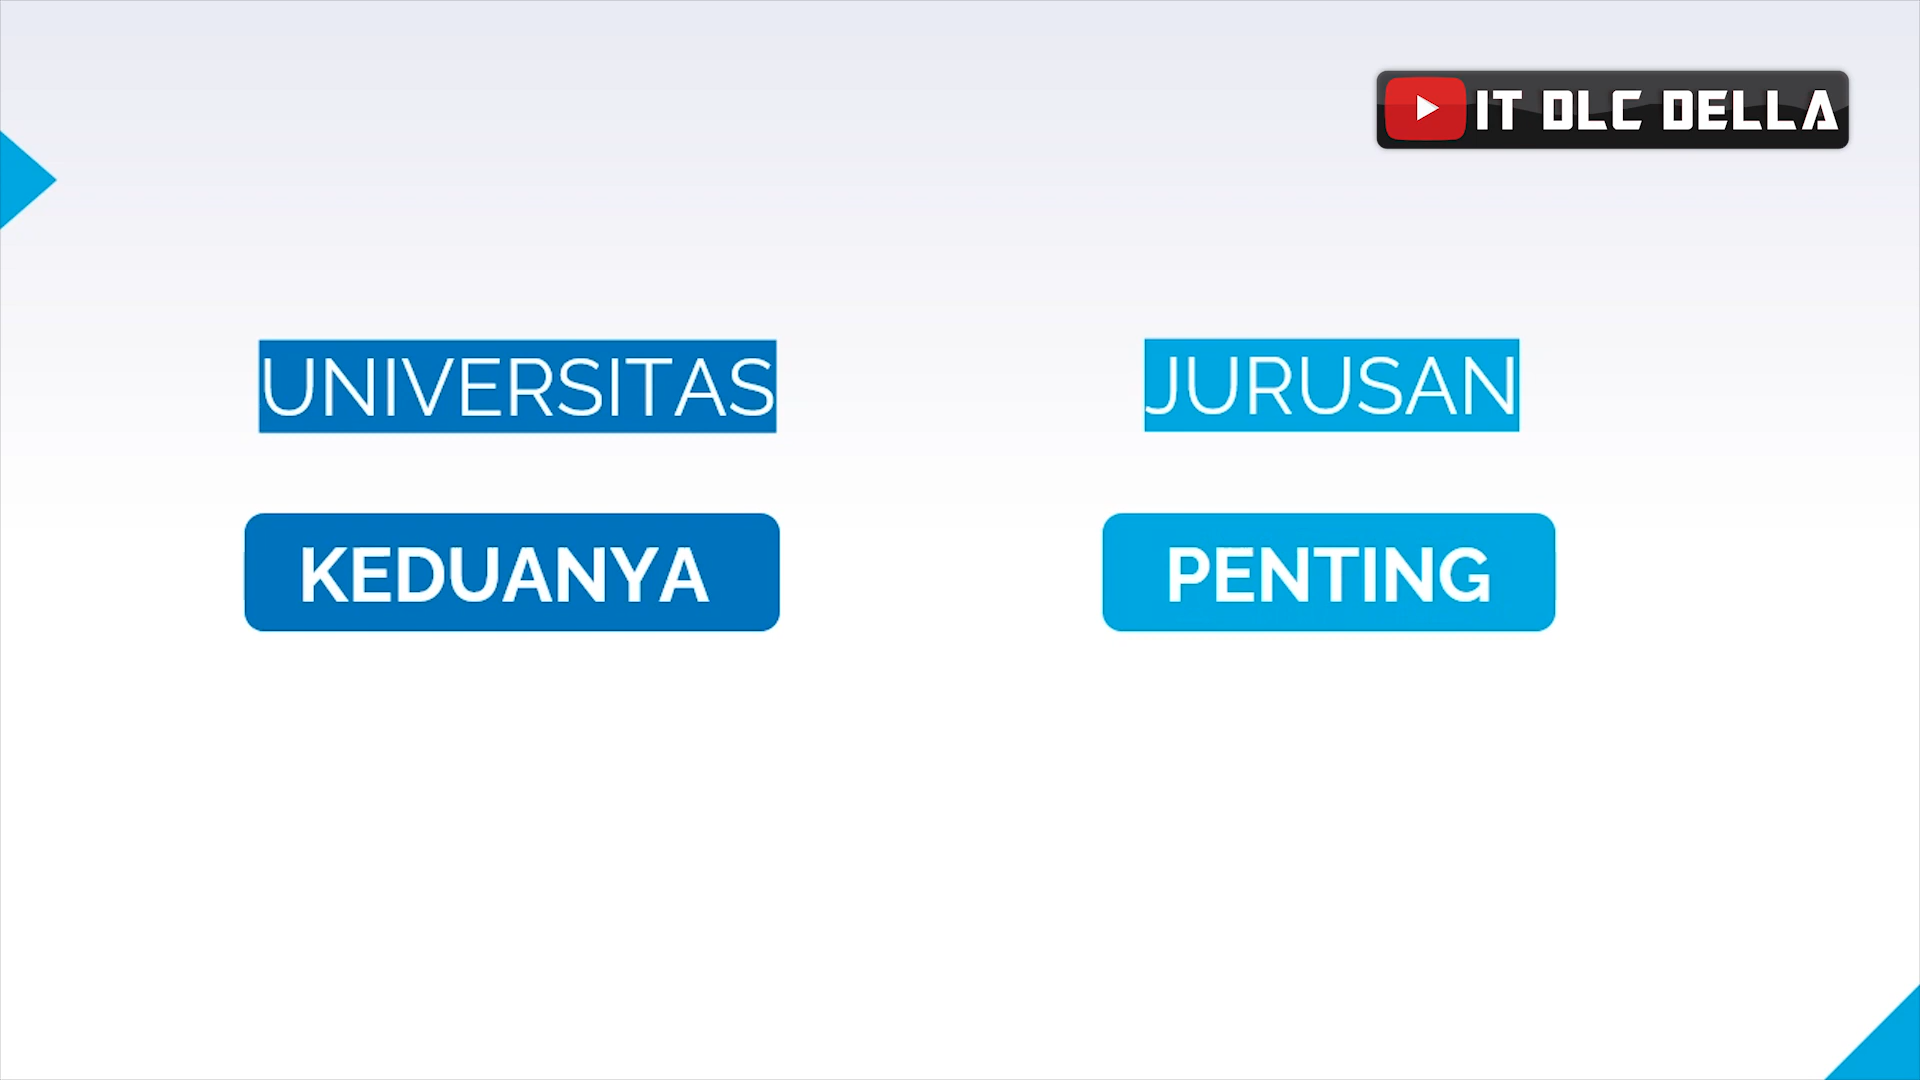 IT DLC DELLA
UNIVERSITAS
JURUSAN
KEDUANYA
PENTING